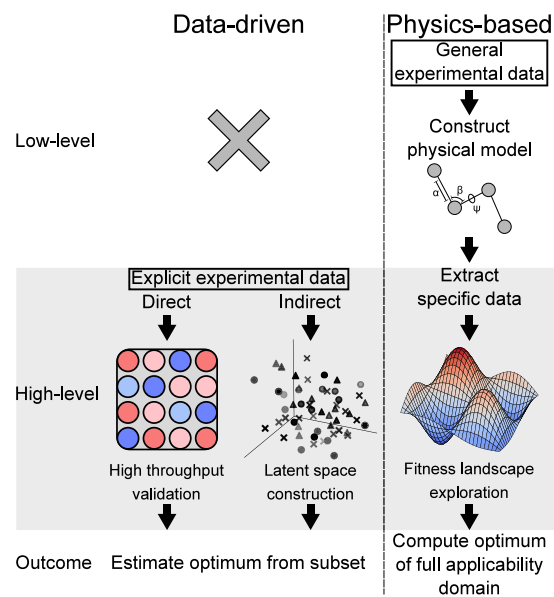 Data-driven
Physics-based
General
experimental data
Low-level
Construct
physical model
α
β
ψ
Explicit experimental data
Direct
Indirect
Extract
specific data
High-level
High throughput
validation
Latent space
construction
Fitness landscape
exploration
Outcome
Estimate optimum from subset
Compute optimum
of full applicability
domain